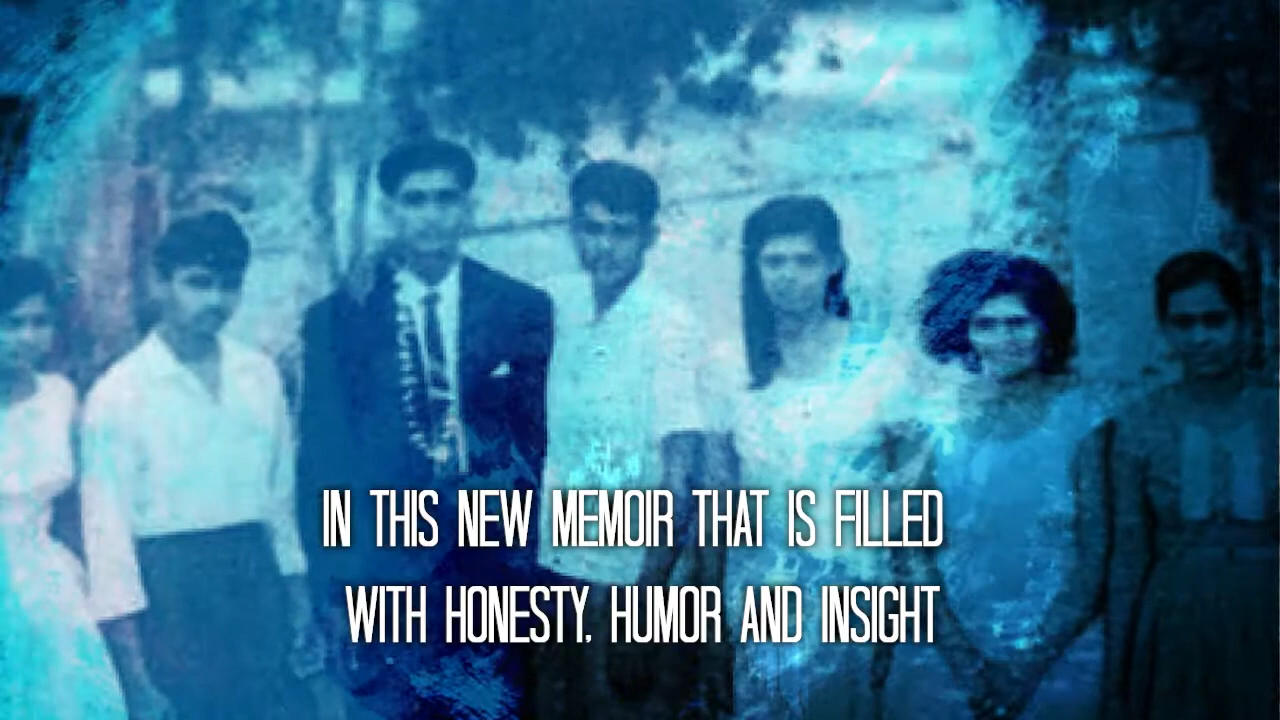 IN THIS NEW MEMOIR THAT IS FILLED
WITH HONESTY, HUMOR AND INSIGHT